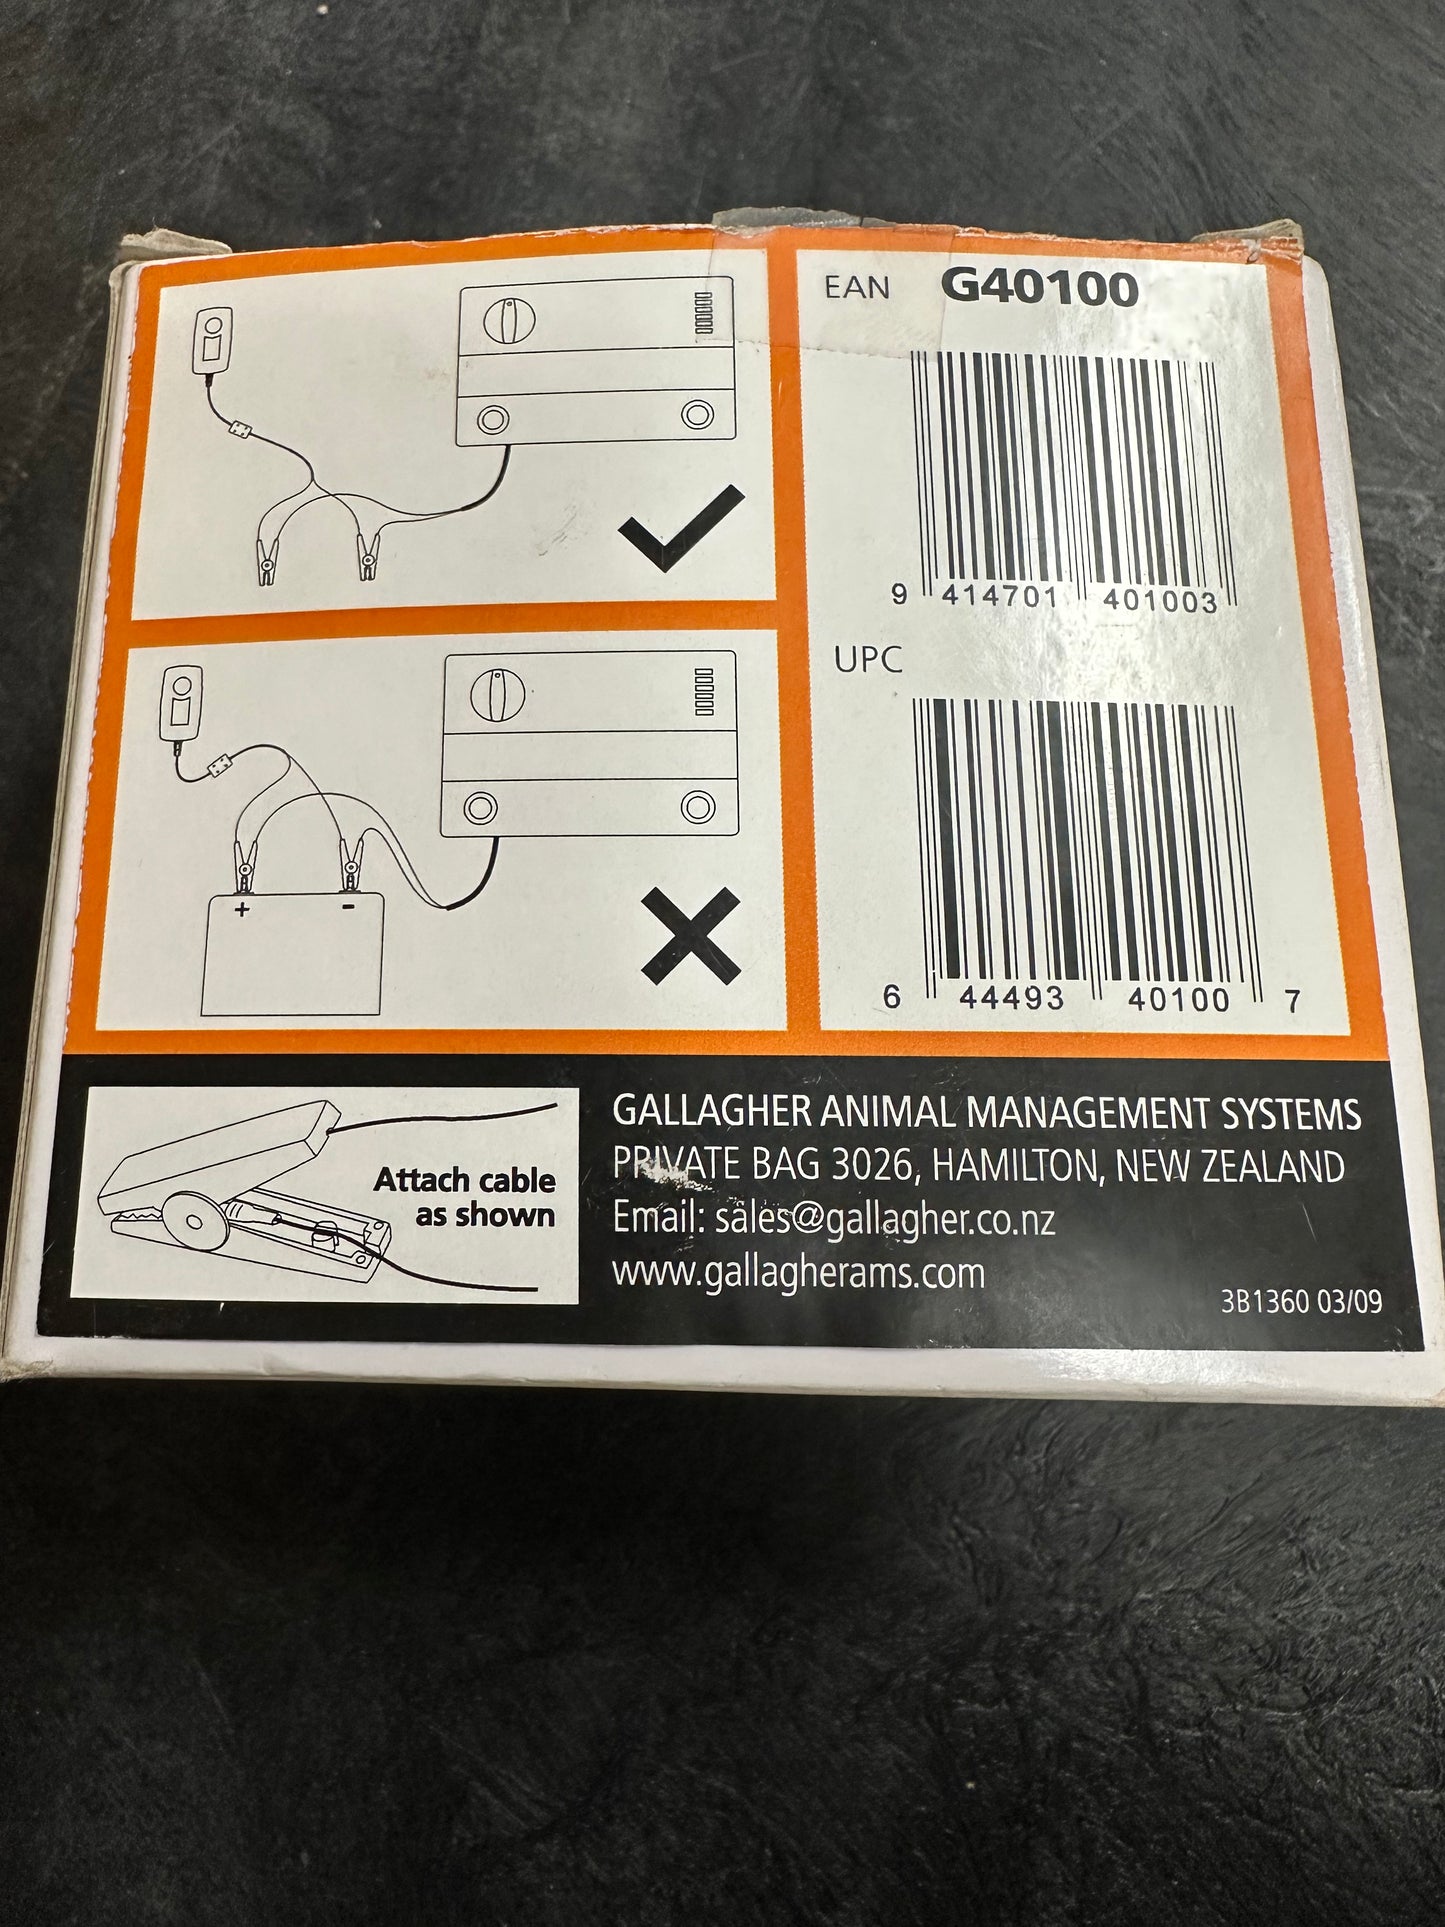 EAN G40100
9 414701 401003
UPC
6 44493 40100 7
+ -
Attach cable
as shown
GALLAGHER ANIMAL MANAGEMENT SYSTEMS
PRIVATE BAG 3026, HAMILTON, NEW ZEALAND
Email: sales@gallagher.co.nz
www.gallagherams.com
3B1360 03/09